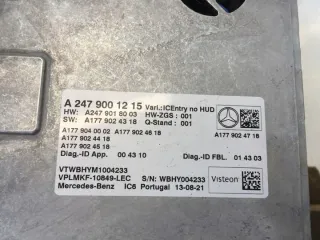 A 247 900 12 15 Vari.:ICEntry no HUD
HW: A247 901 60 03 HW-ZGS : 001
SW: A177 902 43 18 Q-Stand : 001
A177 904 00 02 A177 902 46 18 A177 902 47 18
A177 902 44 18
A177 902 45 18
Diag.-ID App. 00 43 10 Diag.-ID FBL. 01 43 03
VTWBHYM1004233
VPLMKF-10849-LEC S/N: WBHY004233 Visteon
Mercedes-Benz IC6 Portugal 13-08-21